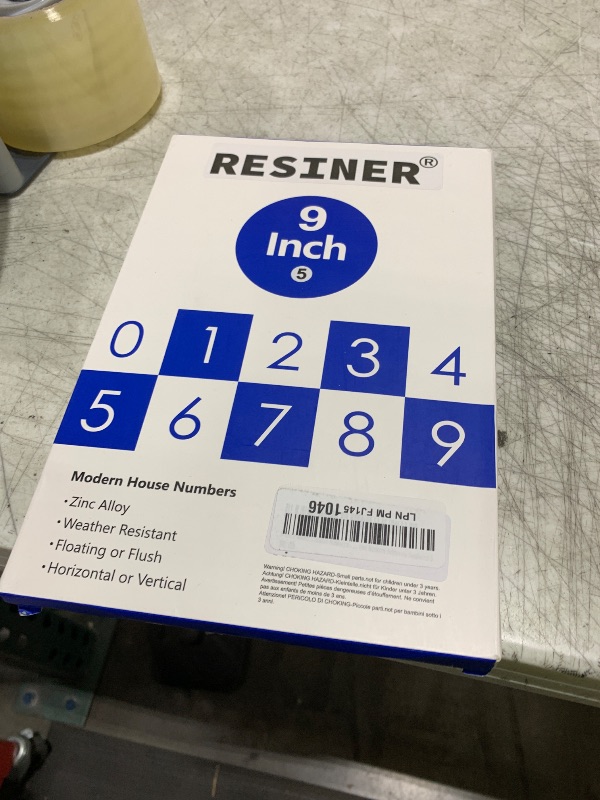 RESINER®
9
Inch
5
0 1 2 3 4
5 6 7 8 9
Modern House Numbers
•Zinc Alloy
•Weather Resistant
•Floating or Flush
•Horizontal or Vertical
LPN PM FJ1451046
Warning! CHOKING HAZARD-Small parts.not for children under 3 years.
Achtung! CHOKING HAZARD-Kleinteile.nicht für Kinder unter 3 Jahren.
Avertissement! Petites pièces dangereuses d'étouffement. Ne convient
pas aux enfants de moins de 3 ans.
Attenzione! PERICOLO DI CHOKING-Piccole parti.not per bambini sotto i
3 anni.